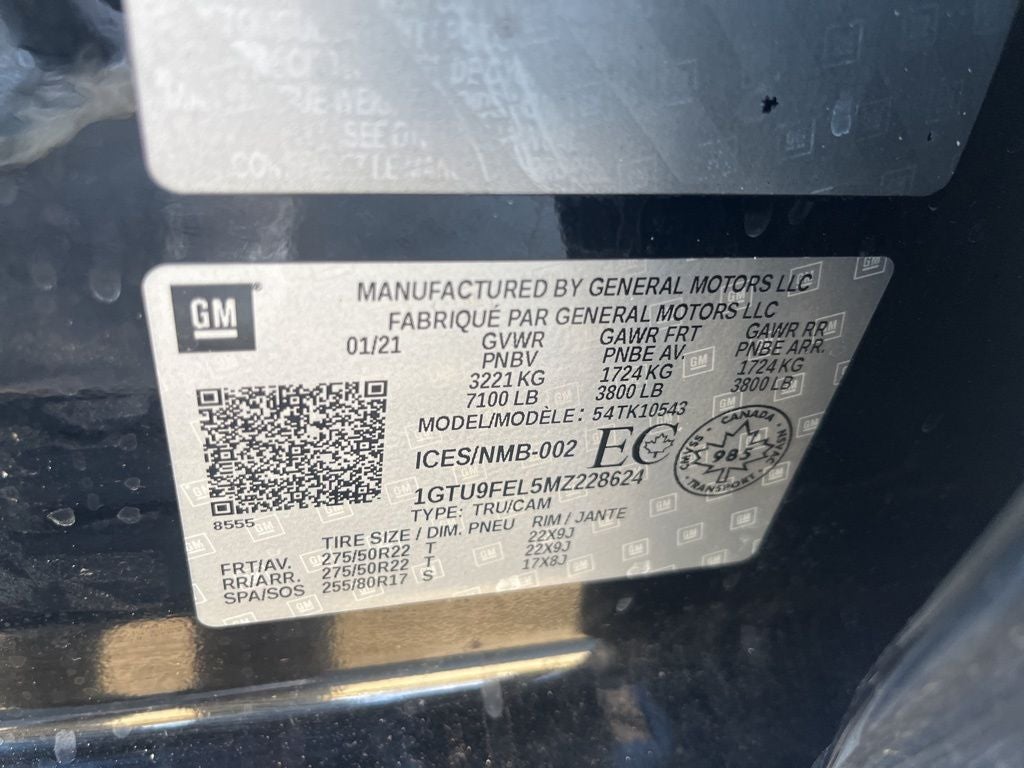 SEE
GM
MANUFACTURED BY GENERAL MOTORS LLC
FABRIQUÉ PAR GENERAL MOTORS LLC
01/21 GVWR GAWR FRT GAWR RR
PNBV PNBE AV. PNBE ARR.
3221 KG 1724 KG 1724 KG
7100 LB 3800 LB 3800 LB
MODEL/MODÈLE: 54TK10543
ICES/NMB-002 EC
CANADA
985
TRANSPORT
1GTU9FEL5MZ228624
TYPE: TRU/CAM
8555
TIRE SIZE / DIM. PNEU RIM / JANTE
FRT/AV. 275/50R22 T 22X9J
RR/ARR. 275/50R22 T 22X9J
SPA/SOS 255/80R17 S 17X8J